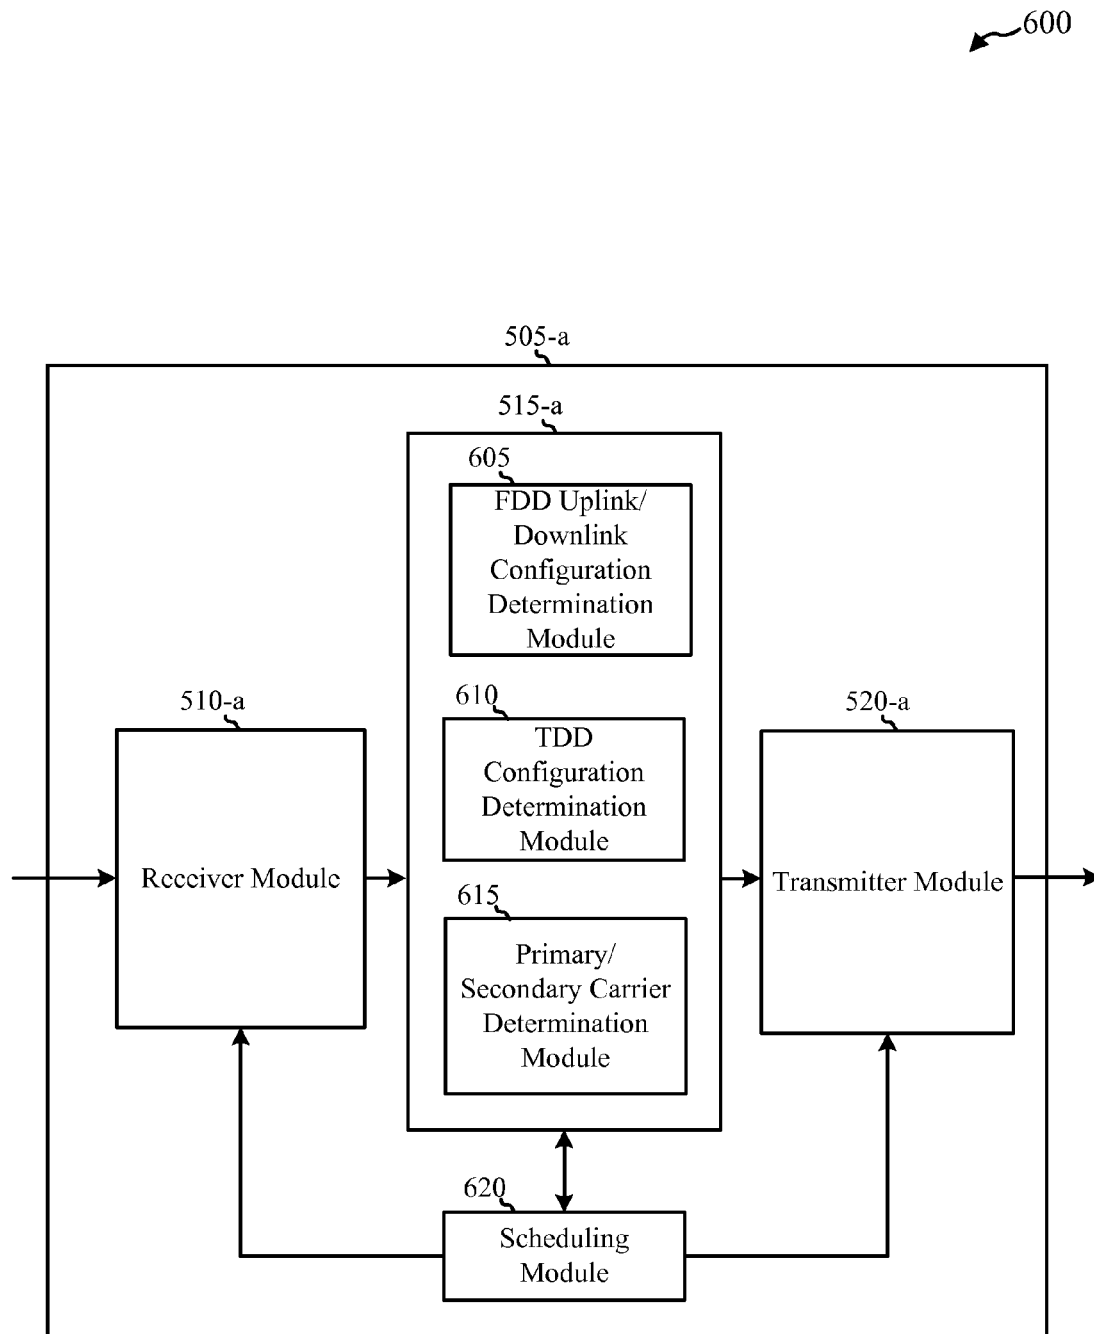 600
505-a
515-a
605
FDD Uplink/
Downlink
Configuration
Determination
Module
510-a
610
520-a
TDD
Configuration
Determination
Module
Receiver Module
Transmitter Module
615
Primary/
Secondary Carrier
Determination
Module
620
Scheduling
Module